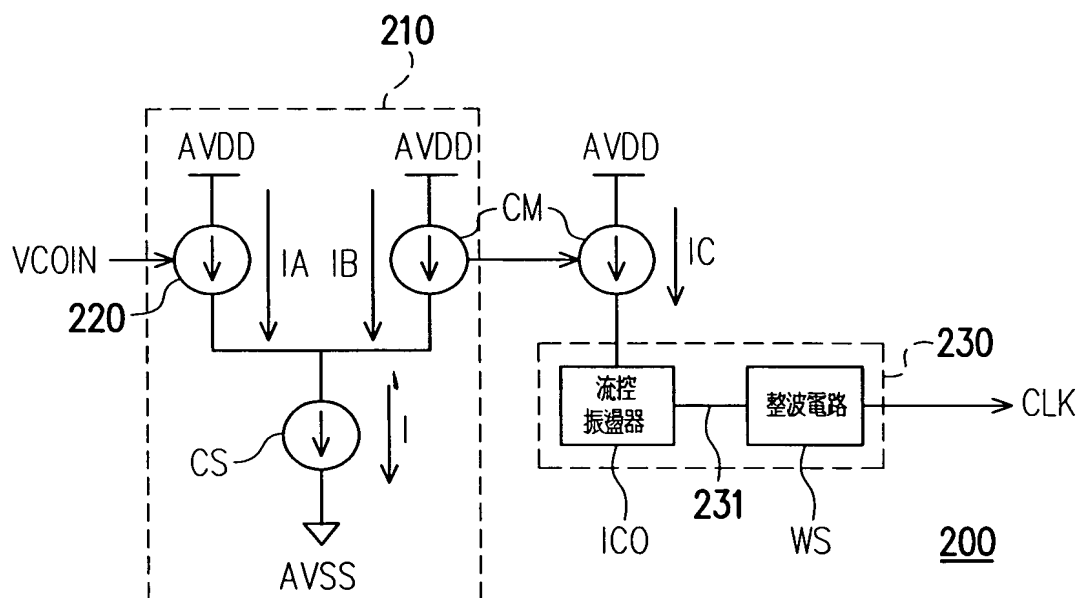 210
AVDD
AVDD
AVDD
CM
VCOIN
IA
IB
IC
220
230
流控
振盪器
整波電路
CLK
CS
I
231
ICO
WS
200
AVSS